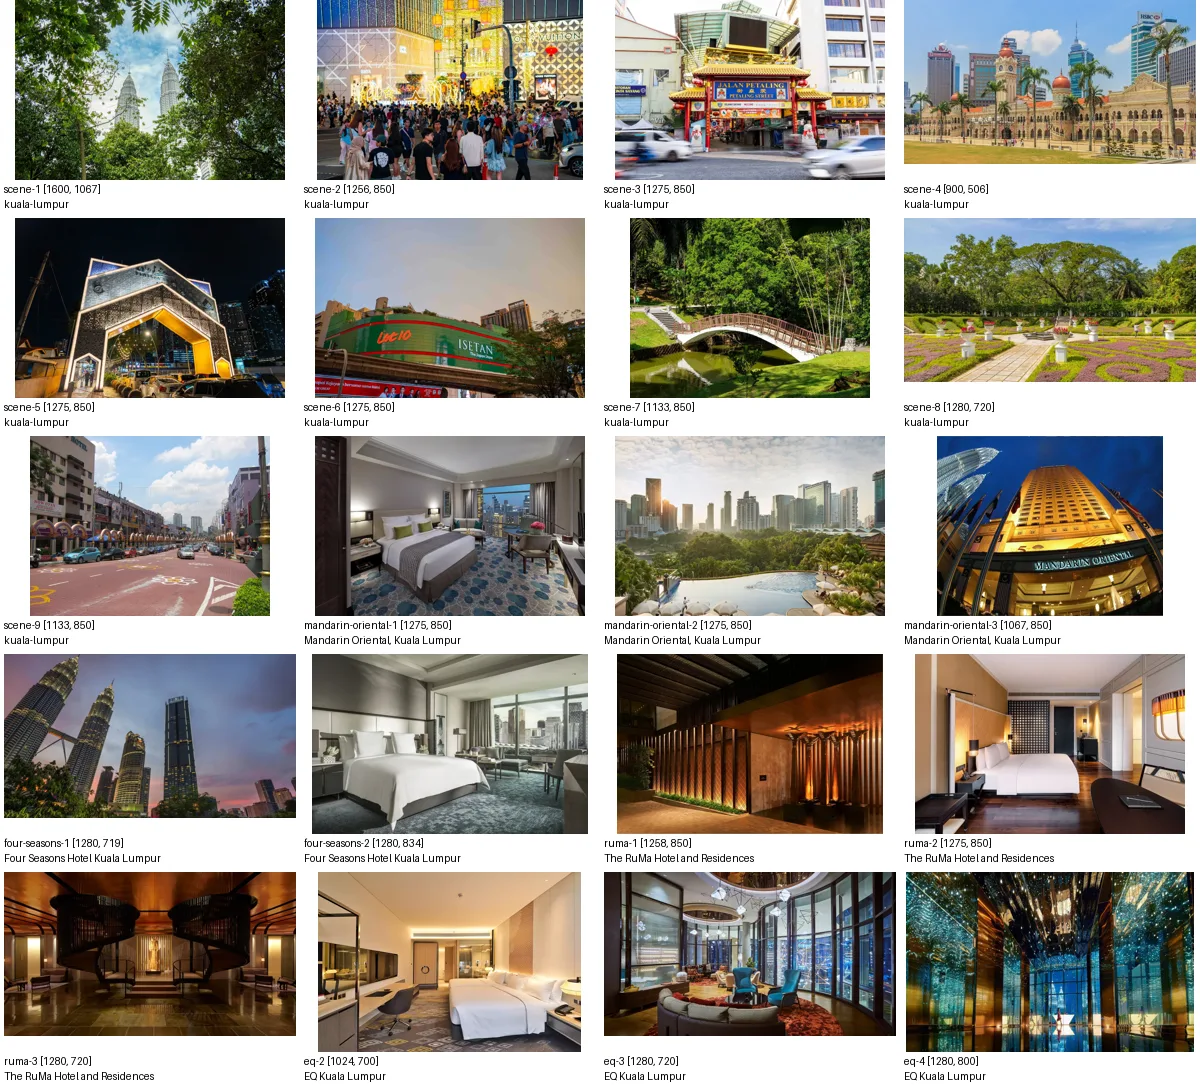 LOUIS VUITTON
JALAN PETALING
PETALING STREET
HSBC
scene-1 [1600, 1067]
kuala-lumpur
scene-2 [1256, 850]
kuala-lumpur
scene-3 [1275, 850]
kuala-lumpur
scene-4 [900, 506]
kuala-lumpur
Lot 10
ISETAN
scene-5 [1275, 850]
kuala-lumpur
scene-6 [1275, 850]
kuala-lumpur
scene-7 [1133, 850]
kuala-lumpur
scene-8 [1280, 720]
kuala-lumpur
HOTEL
MANDARIN ORIENTAL
scene-9 [1133, 850]
kuala-lumpur
mandarin-oriental-1 [1275, 850]
Mandarin Oriental, Kuala Lumpur
mandarin-oriental-2 [1275, 850]
Mandarin Oriental, Kuala Lumpur
mandarin-oriental-3 [1067, 850]
Mandarin Oriental, Kuala Lumpur
four-seasons-1 [1280, 719]
Four Seasons Hotel Kuala Lumpur
four-seasons-2 [1280, 834]
Four Seasons Hotel Kuala Lumpur
ruma-1 [1258, 850]
The RuMa Hotel and Residences
ruma-2 [1275, 850]
The RuMa Hotel and Residences
ruma-3 [1280, 720]
The RuMa Hotel and Residences
eq-2 [1024, 700]
EQ Kuala Lumpur
eq-3 [1280, 720]
EQ Kuala Lumpur
eq-4 [1280, 800]
EQ Kuala Lumpur